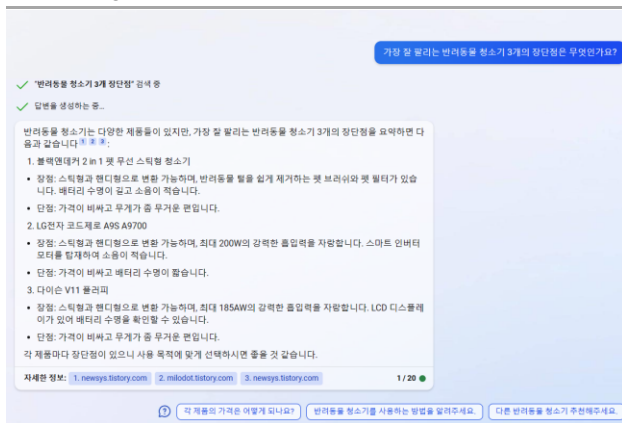 가장 잘 팔리는 반려동물 청소기 3개의 장단점은 무엇인가요?
"반려동물 청소기 3개 장단점" 검색 중
답변을 생성하는 중...
반려동물 청소기는 다양한 제품들이 있지만, 가장 잘 팔리는 반려동물 청소기 3개의 장단점을 요약하면 다
음과 같습니다 1 2 3 :
1. 블랙앤데커 2 in 1 펫 무선 스틱형 청소기
• 장점: 스틱형과 핸디형으로 변환 가능하며, 반려동물 털을 쉽게 제거하는 펫 브러쉬와 펫 필터가 있습
니다. 배터리 수명이 길고 소음이 적습니다.
• 단점: 가격이 비싸고 무게가 좀 무거운 편입니다.
2. LG전자 코드제로 A9S A9700
• 장점: 스틱형과 핸디형으로 변환 가능하며, 최대 200W의 강력한 흡입력을 자랑합니다. 스마트 인버터
모터를 탑재하여 소음이 적습니다.
• 단점: 가격이 비싸고 배터리 수명이 짧습니다.
3. 다이슨 V11 플러피
• 장점: 스틱형과 핸디형으로 변환 가능하며, 최대 185AW의 강력한 흡입력을 자랑합니다. LCD 디스플레
이가 있어 배터리 수명을 확인할 수 있습니다.
• 단점: 가격이 비싸고 무게가 좀 무거운 편입니다.
각 제품마다 장단점이 있으니 사용 목적에 맞게 선택하시면 좋을 것 같습니다.
자세한 정보: 1. newsys.tistory.com 2. milodot.tistory.com 3. newsys.tistory.com 1 / 20
각 제품의 가격은 어떻게 되나요? 반려동물 청소기를 사용하는 방법을 알려주세요. 다른 반려동물 청소기 추천해주세요.